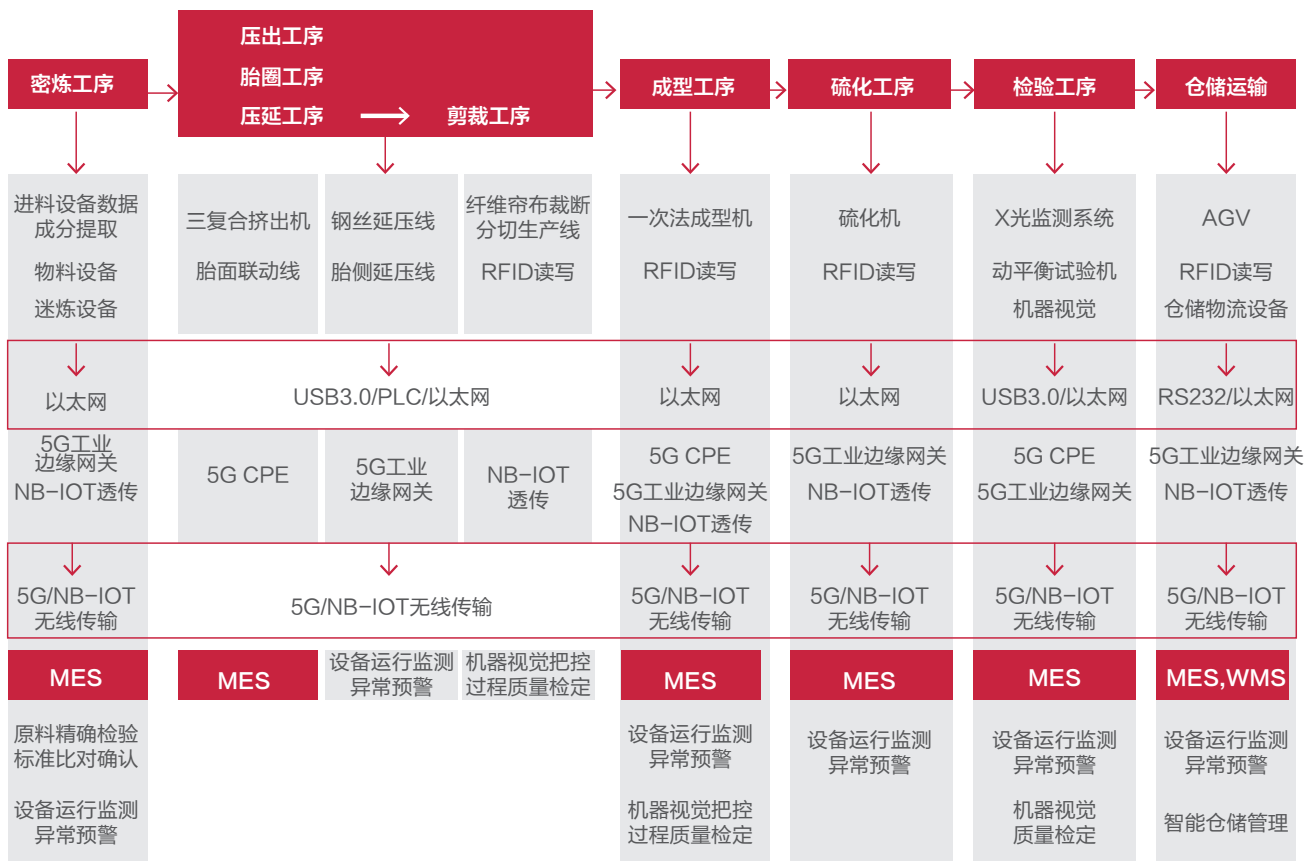 密炼工序
压出工序
胎圈工序
压延工序
剪裁工序
成型工序
硫化工序
检验工序
仓储运输
进料设备数据
成分提取
物料设备
迷炼设备
三复合挤出机
胎面联动线
钢丝延压线
胎侧延压线
纤维帘布裁断
分切生产线
RFID读写
一次法成型机
RFID读写
硫化机
RFID读写
X光监测系统
动平衡试验机
机器视觉
AGV
RFID读写
仓储物流设备
以太网
USB3.0/PLC/以太网
以太网
以太网
USB3.0/以太网
RS232/以太网
5G工业
边缘网关
NB-IOT透传
5G CPE
5G工业
边缘网关
NB-IOT
透传
5G CPE
5G工业边缘网关
NB-IOT透传
5G工业边缘网关
NB-IOT透传
5G CPE
5G工业边缘网关
5G工业边缘网关
NB-IOT透传
5G/NB-IOT
无线传输
5G/NB-IOT无线传输
5G/NB-IOT
无线传输
5G/NB-IOT
无线传输
5G/NB-IOT
无线传输
5G/NB-IOT
无线传输
MES
MES
设备运行监测
异常预警
机器视觉把控
过程质量检定
MES
MES
MES
MES,WMS
原料精确检验
标准比对确认
设备运行监测
异常预警
设备运行监测
异常预警
机器视觉把控
过程质量检定
设备运行监测
异常预警
设备运行监测
异常预警
机器视觉
质量检定
设备运行监测
异常预警
智能仓储管理